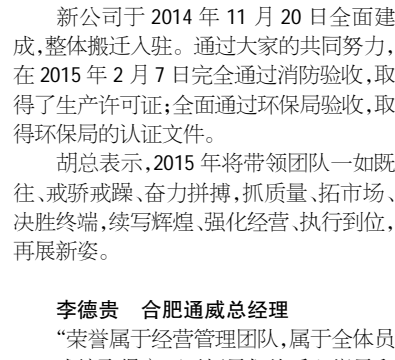 新公司于 2014 年 11 月 20 日全面建
成,整体搬迁入驻。通过大家的共同努力,
在 2015 年 2 月 7 日完全通过消防验收,取
得了生产许可证;全面通过环保局验收,取
得环保局的认证文件。
胡总表示,2015 年将带领团队一如既
往、戒骄戒躁、奋力拼搏,抓质量、拓市场、
决胜终端,续写辉煌、强化经营、执行到位,
再展新姿。
李德贵 合肥通威总经理
“荣誉属于经营管理团队,属于全体员